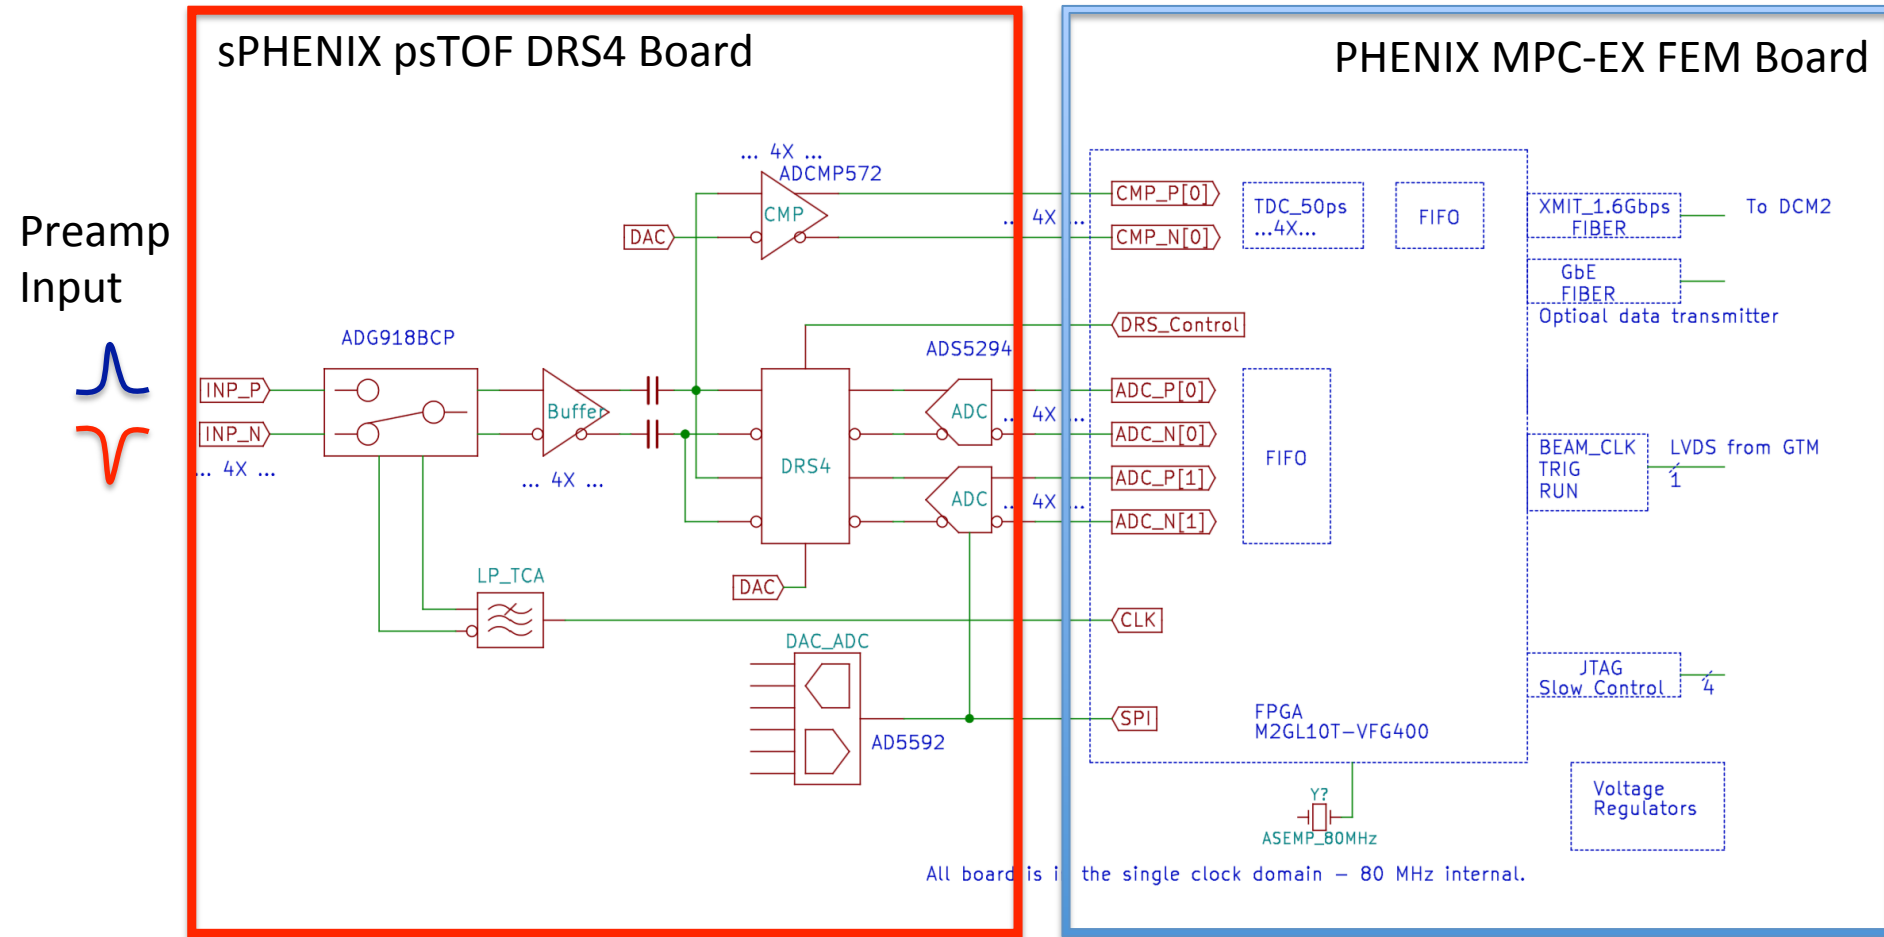 sPHENIX psTOF DRS4 Board
PHENIX MPC-EX FEM Board
Preamp
Input
... 4X ...
ADCMP572
CMP
DAC
... 4X ...
CMP_P[0]
CMP_N[0]
TDC_50ps
...4X...
FIFO
XMIT_1.6Gbps
FIBER
To DCM2
GbE
FIBER
Optioal data transmitter
DRS_Control
ADG918BCP
ADS5294
INP_P
INP_N
... 4X ...
Buffer
... 4X ...
DRS4
ADC
ADC
.. 4X ...
.. 4X ...
ADC_P[0]
ADC_N[0]
ADC_P[1]
ADC_N[1]
FIFO
BEAM_CLK
TRIG
RUN
LVDS from GTM
1
LP_TCA
DAC
CLK
DAC_ADC
AD5592
SPI
FPGA
M2GL10T-VFG400
JTAG
Slow Control
4
Y?
ASEMP_80MHz
Voltage
Regulators
All board is i the single clock domain – 80 MHz internal.